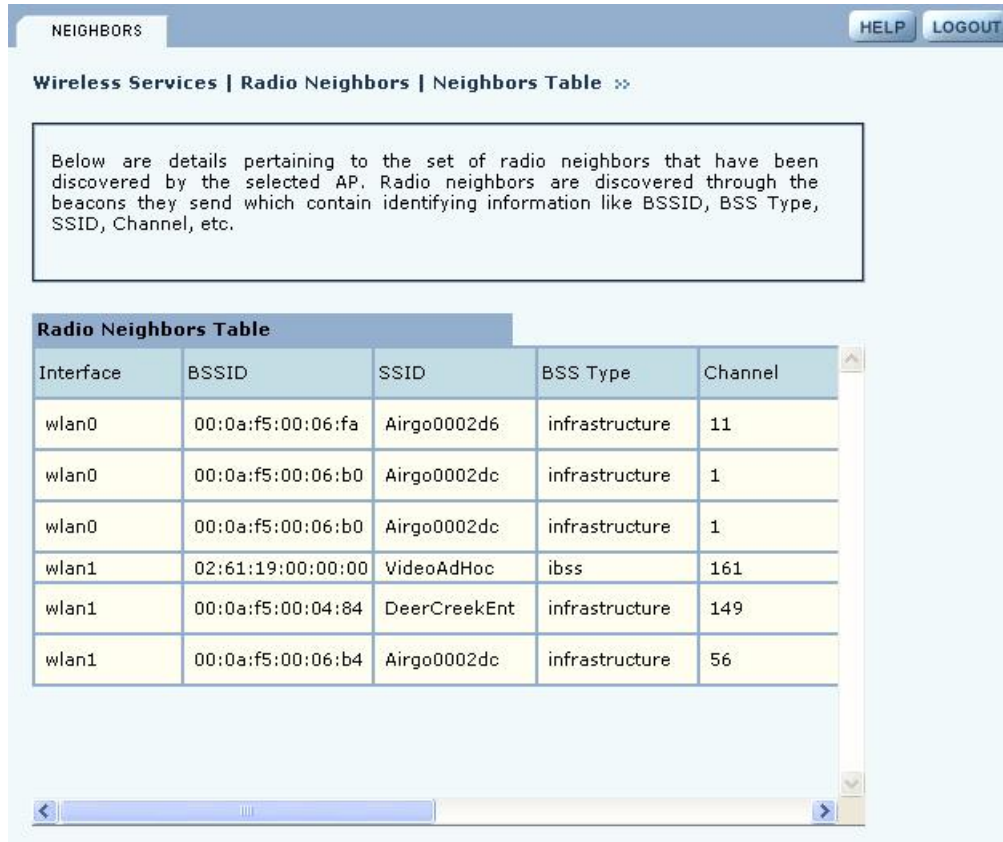 NEIGHBORS
HELP LOGOUT
Wireless Services | Radio Neighbors | Neighbors Table »
Below are details pertaining to the set of radio neighbors that have been
discovered by the selected AP. Radio neighbors are discovered through the
beacons they send which contain identifying information like BSSID, BSS Type,
SSID, Channel, etc.
Radio Neighbors Table
Interface BSSID SSID BSS Type Channel
wlan0 00:0a:f5:00:06:fa Airgo0002d6 infrastructure 11
wlan0 00:0a:f5:00:06:b0 Airgo0002dc infrastructure 1
wlan0 00:0a:f5:00:06:b0 Airgo0002dc infrastructure 1
wlan1 02:61:19:00:00:00 VideoAdHoc ibss 161
wlan1 00:0a:f5:00:04:84 DeerCreekEnt infrastructure 149
wlan1 00:0a:f5:00:06:b4 Airgo0002dc infrastructure 56